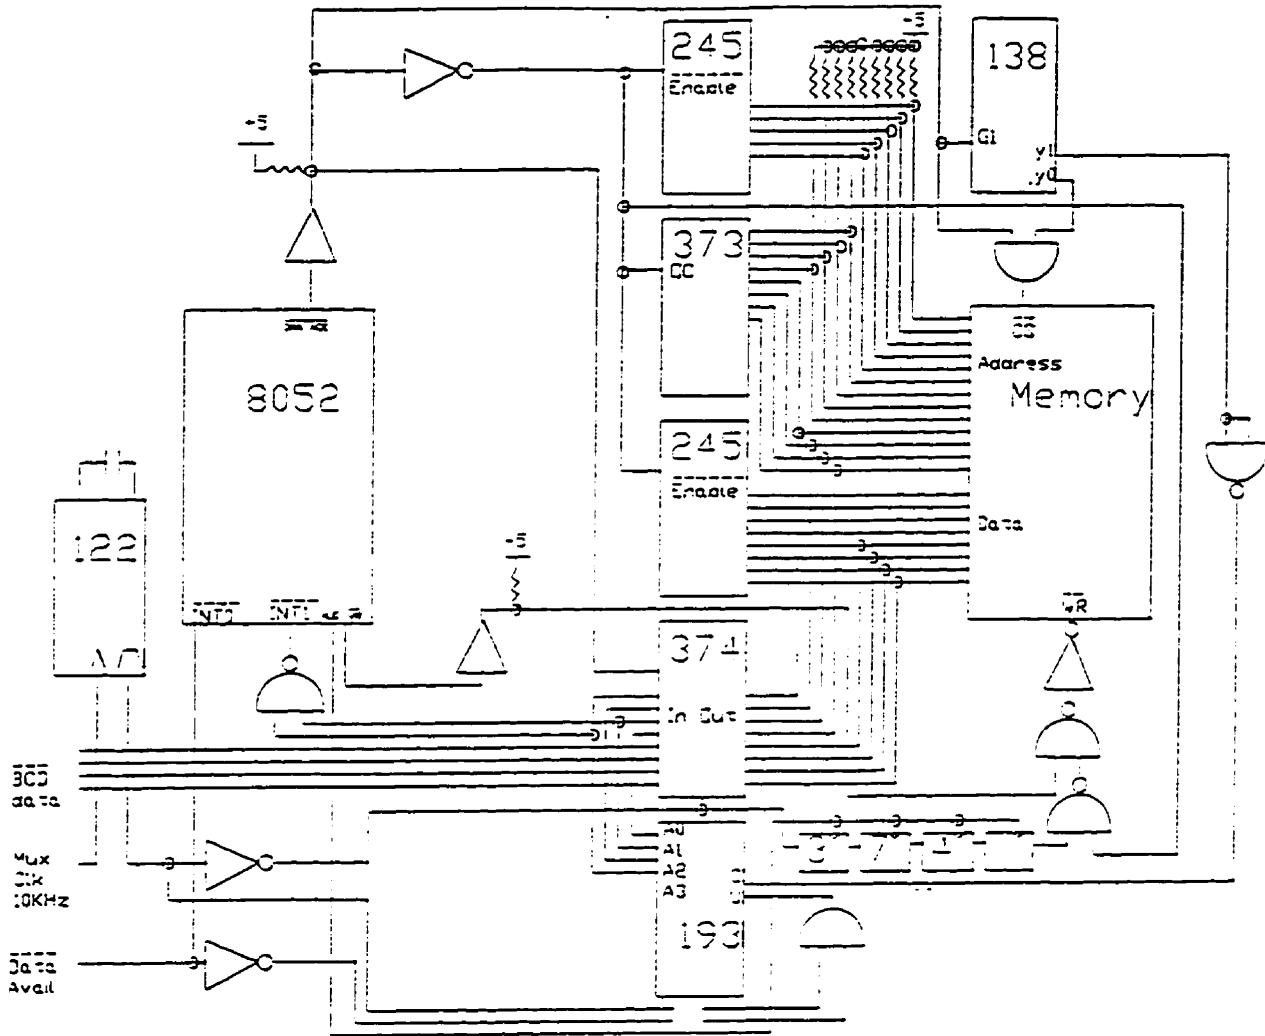 +5
245
Enable
138
G1
y1
y0
+5
373
OC
8052
Address
Memory
245
Enable
Data
122
+5
INT0
INT1
WR
374
In Out
BCD
data
Mux
Clk
10KHz
A0
A1
A2
A3
193
Data
Avail